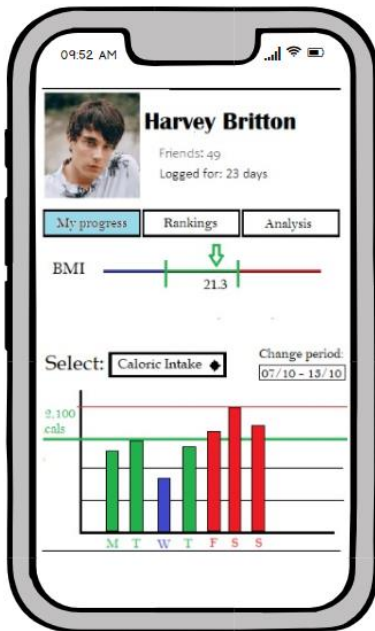 09:52 AM
Harvey Britton
Friends: 49
Logged for: 23 days
My progress Rankings Analysis
BMI
21.3
Select: Caloric Intake
Change period:
07/10 - 13/10
2.100
cals
M T W T F S S